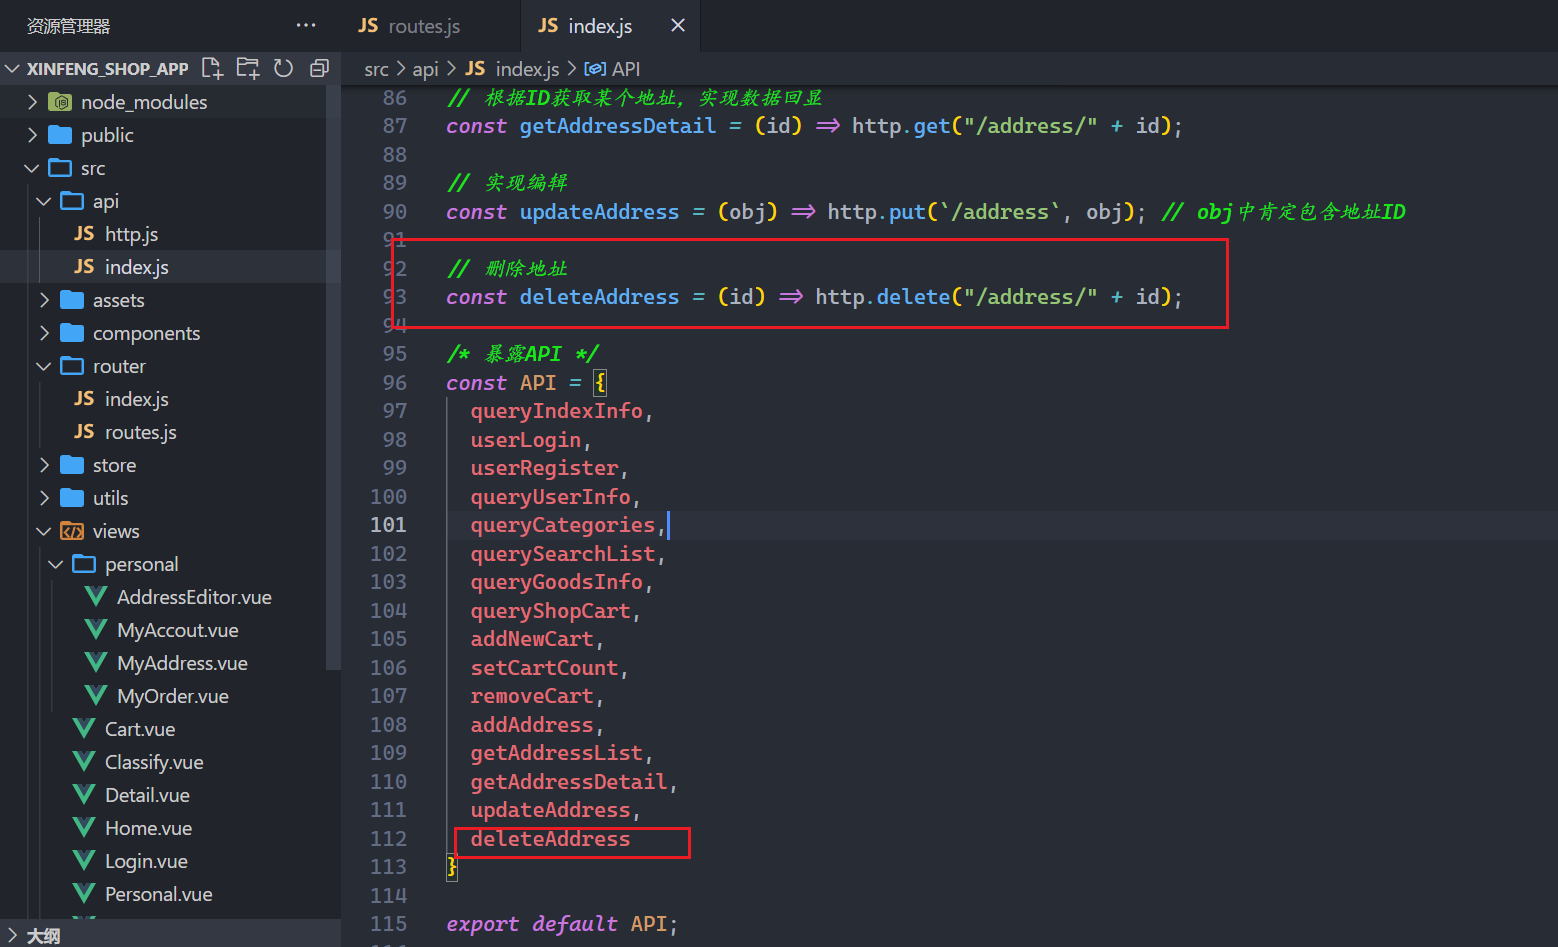 资源管理器
XINFENG_SHOP_APP
node_modules
public
src
api
JS http.js
JS index.js
assets
components
router
JS index.js
JS routes.js
store
utils
views
personal
AddressEditor.vue
MyAccout.vue
MyAddress.vue
MyOrder.vue
Cart.vue
Classify.vue
Detail.vue
Home.vue
Login.vue
Personal.vue
大纲
JS routes.js
JS index.js
src > api > JS index.js > API
86 // 根据ID获取某个地址，实现数据回显
87 const getAddressDetail = (id) => http.get("/address/" + id);
88
89 // 实现编辑
90 const updateAddress = (obj) => http.put(`/address`, obj); // obj中肯定包含地址ID
91
92 // 删除地址
93 const deleteAddress = (id) => http.delete("/address/" + id);
94
95 /* 暴露API */
96 const API = {
97 queryIndexInfo,
98 userLogin,
99 userRegister,
100 queryUserInfo,
101 queryCategories,
102 querySearchList,
103 queryGoodsInfo,
104 queryShopCart,
105 addNewCart,
106 setCartCount,
107 removeCart,
108 addAddress,
109 getAddressList,
110 getAddressDetail,
111 updateAddress,
112 deleteAddress
113 }
114
115 export default API;